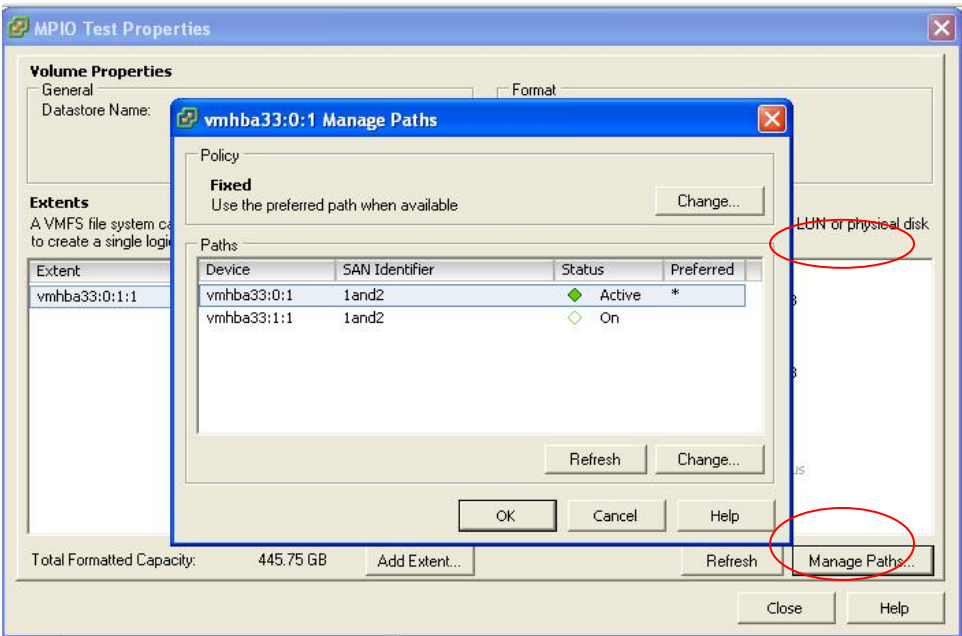 MPIO Test Properties
Volume Properties
General
Format
Datastore Name:
vmhba33:0:1 Manage Paths
Policy
Fixed
Use the preferred path when available
Change...
Extents
A VMFS file system
LUN or physical disk
to create a single
Paths
Device SAN Identifier Status Preferred
vmhba33:0:1 1and2 Active *
vmhba33:1:1 1and2 On
Extent
vmhba33:0:1:1
Refresh Change...
OK Cancel Help
Total Formatted Capacity: 445.75 GB Add Extent... Refresh Manage Paths...
Close Help